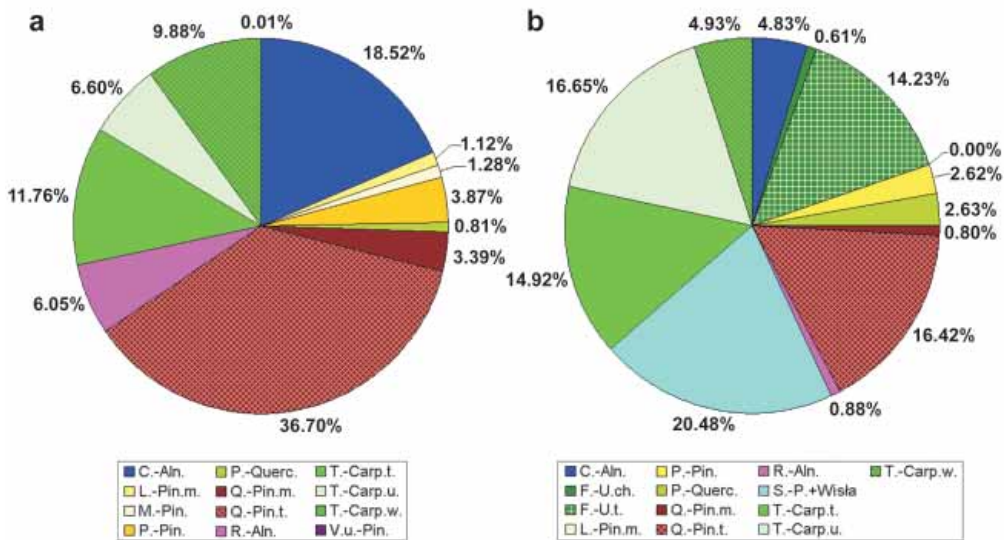 a
0.01%
9.88%
18.52%
6.60%
1.12%
1.28%
3.87%
11.76%
0.81%
3.39%
6.05%
36.70%
C.-Aln. P.-Querc. T.-Carp.t.
L.-Pin.m. Q.-Pin.m. T.-Carp.u.
M.-Pin. Q.-Pin.t. T.-Carp.w.
P.-Pin. R.-Aln. V.u.-Pin.
b
4.93% 4.83%
0.61%
16.65%
14.23%
0.00%
2.62%
2.63%
0.80%
14.92%
16.42%
0.88%
20.48%
C.-Aln. P.-Pin. R.-Aln. T.-Carp.w.
F.-U.ch. P.-Querc. S.-P.+Wisła
F.-U.t. Q.-Pin.m. T.-Carp.t.
L.-Pin.m. Q.-Pin.t. T.-Carp.u.